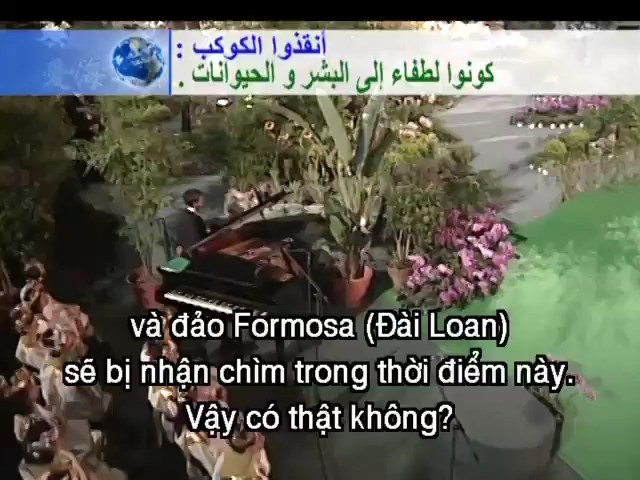 أنقذوا الكوكب :
كونوا لطفاء إلى البشر و الحيوانات .
và đảo Formosa (Đài Loan)
sẽ bị nhận chìm trong thời điểm này.
Vậy có thật không?